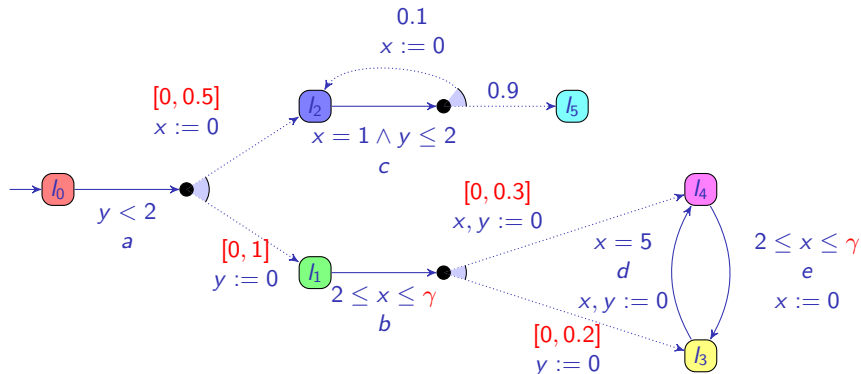 0.1
x := 0
[0, 0.5]
x := 0
l2
0.9
l5
x = 1 ∧ y ≤ 2
c
l0
y < 2
a
[0, 0.3]
x, y := 0
l4
[0, 1]
y := 0
l1
2 ≤ x ≤ γ
b
x = 5
d
x, y := 0
2 ≤ x ≤ γ
e
x := 0
[0, 0.2]
y := 0
l3